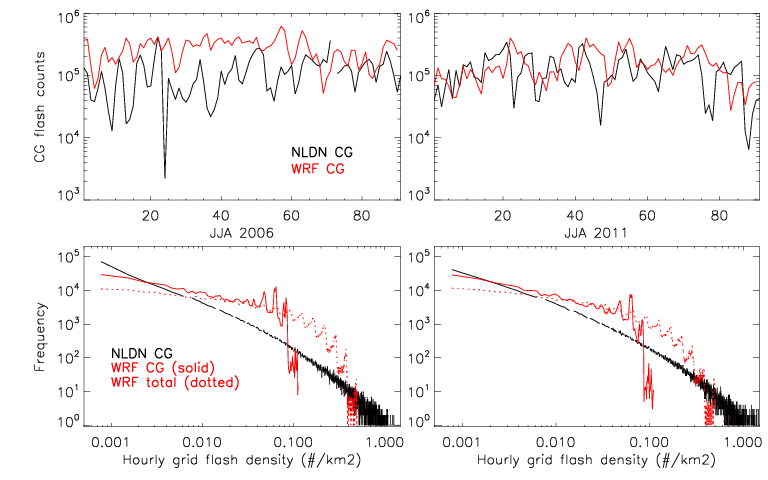 10^6
10^5
10^4
10^3
CG flash counts
NLDN CG
WRF CG
20 40 60 80
JJA 2006
20 40 60 80
JJA 2011
10^6
10^5
10^4
10^3
10^5
10^4
10^3
10^2
10^1
10^0
Frequency
NLDN CG
WRF CG (solid)
WRF total (dotted)
0.001 0.010 0.100 1.000
Hourly grid flash density (#/km2)
10^5
10^4
10^3
10^2
10^1
10^0
0.001 0.010 0.100 1.000
Hourly grid flash density (#/km2)